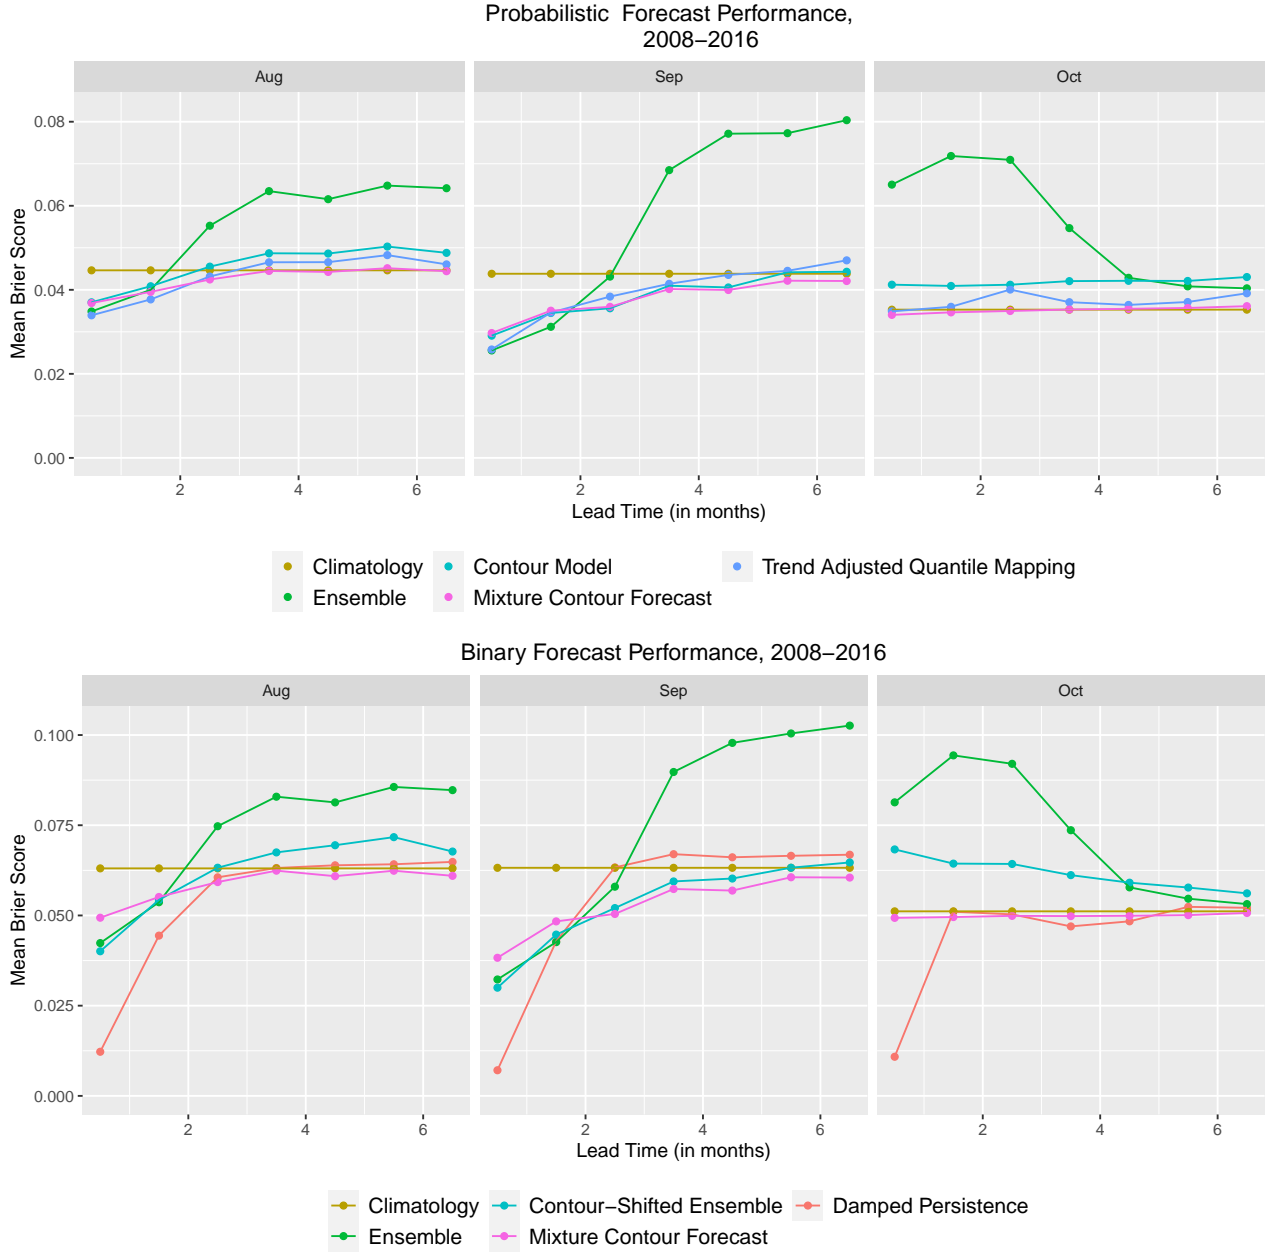 Probabilistic  Forecast Performance,
2008−2016
Aug Sep Oct
0.08
0.06
0.04
0.02
0.00
Mean Brier Score
2 4 6 2 4 6 2 4 6
Lead Time (in months)
Climatology Contour Model Trend Adjusted Quantile Mapping
Ensemble Mixture Contour Forecast
Binary Forecast Performance, 2008−2016
Aug Sep Oct
0.100
0.075
0.050
0.025
0.000
Mean Brier Score
2 4 6 2 4 6 2 4 6
Lead Time (in months)
Climatology Contour−Shifted Ensemble Damped Persistence
Ensemble Mixture Contour Forecast